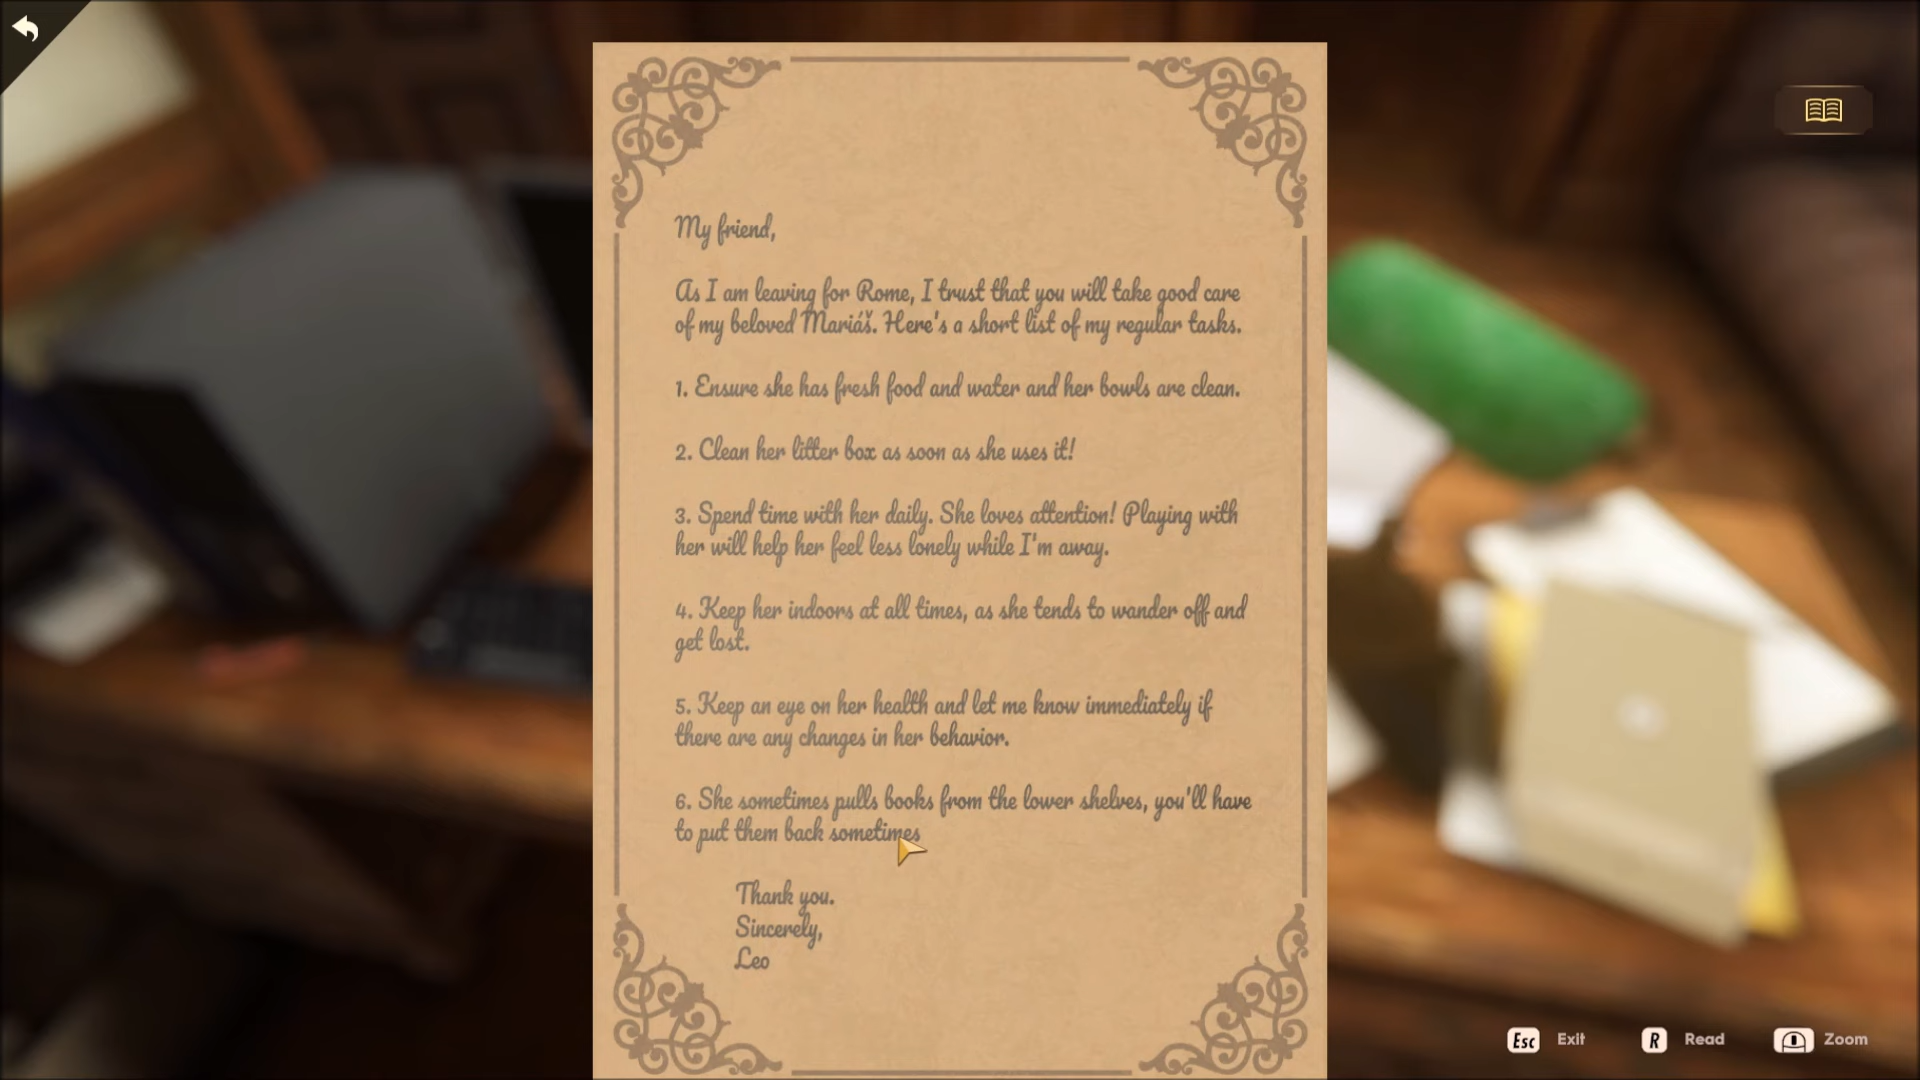 My friend,
As I am leaving for Rome, I trust that you will take good care
of my beloved Mariáš. Here's a short list of my regular tasks.
1. Ensure she has fresh food and water and her bowls are clean.
2. Clean her litter box as soon as she uses it!
3. Spend time with her daily. She loves attention! Playing with
her will help her feel less lonely while I'm away.
4. Keep her indoors at all times, as she tends to wander off and
get lost.
5. Keep an eye on her health and let me know immediately if
there are any changes in her behavior.
6. She sometimes pulls books from the lower shelves, you'll have
to put them back sometimes
Thank you.
Sincerely,
Leo
Esc Exit R Read Zoom